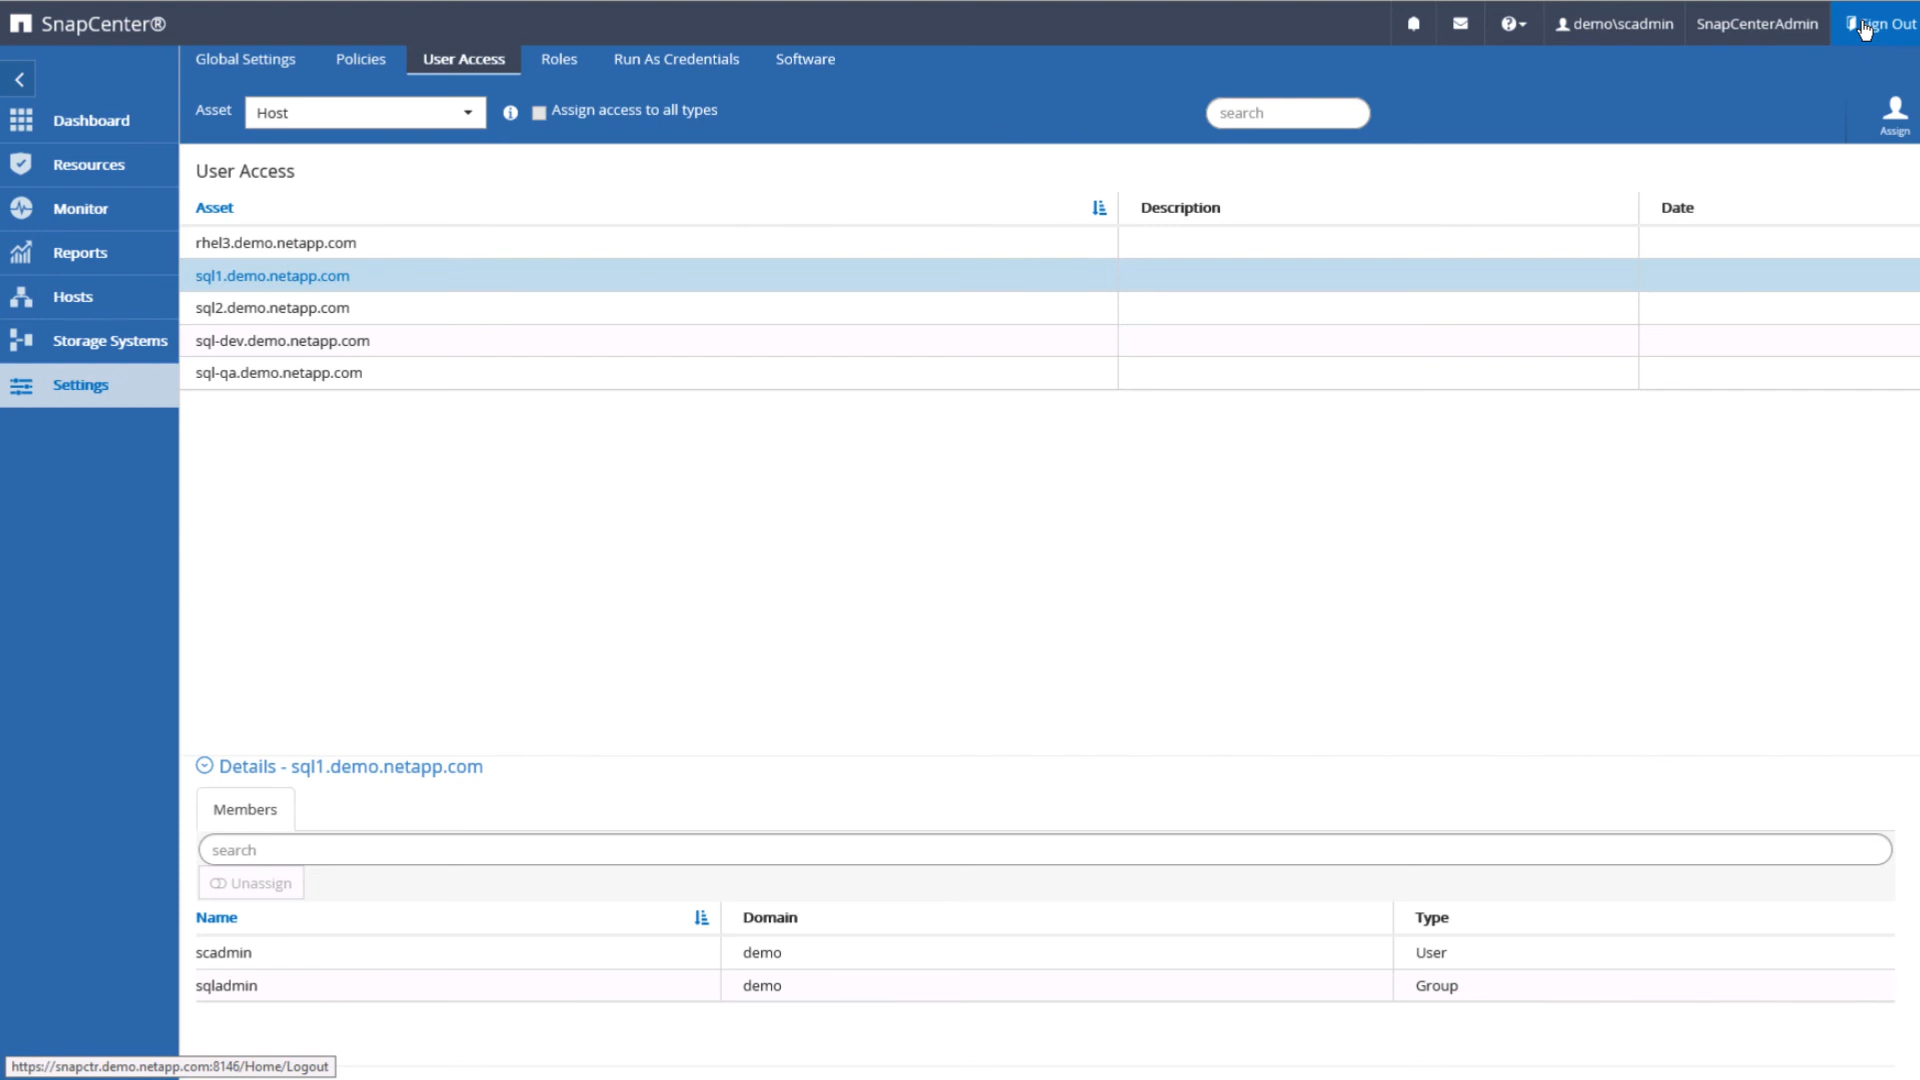 SnapCenter®
demo\scadmin
SnapCenterAdmin
Out
Global Settings
Policies
User Access
Roles
Run As Credentials
Software
Asset
Host
Assign access to all types
search
Assign
Dashboard
Resources
Monitor
Reports
Hosts
Storage Systems
Settings
User Access
Asset
Description
Date
rhel3.demo.netapp.com
sql1.demo.netapp.com
sql2.demo.netapp.com
sql-dev.demo.netapp.com
sql-qa.demo.netapp.com
Details - sql1.demo.netapp.com
Members
search
Unassign
Name
Domain
Type
scadmin
demo
User
sqladmin
demo
Group
https://snapctr.demo.netapp.com:8146/Home/Logout